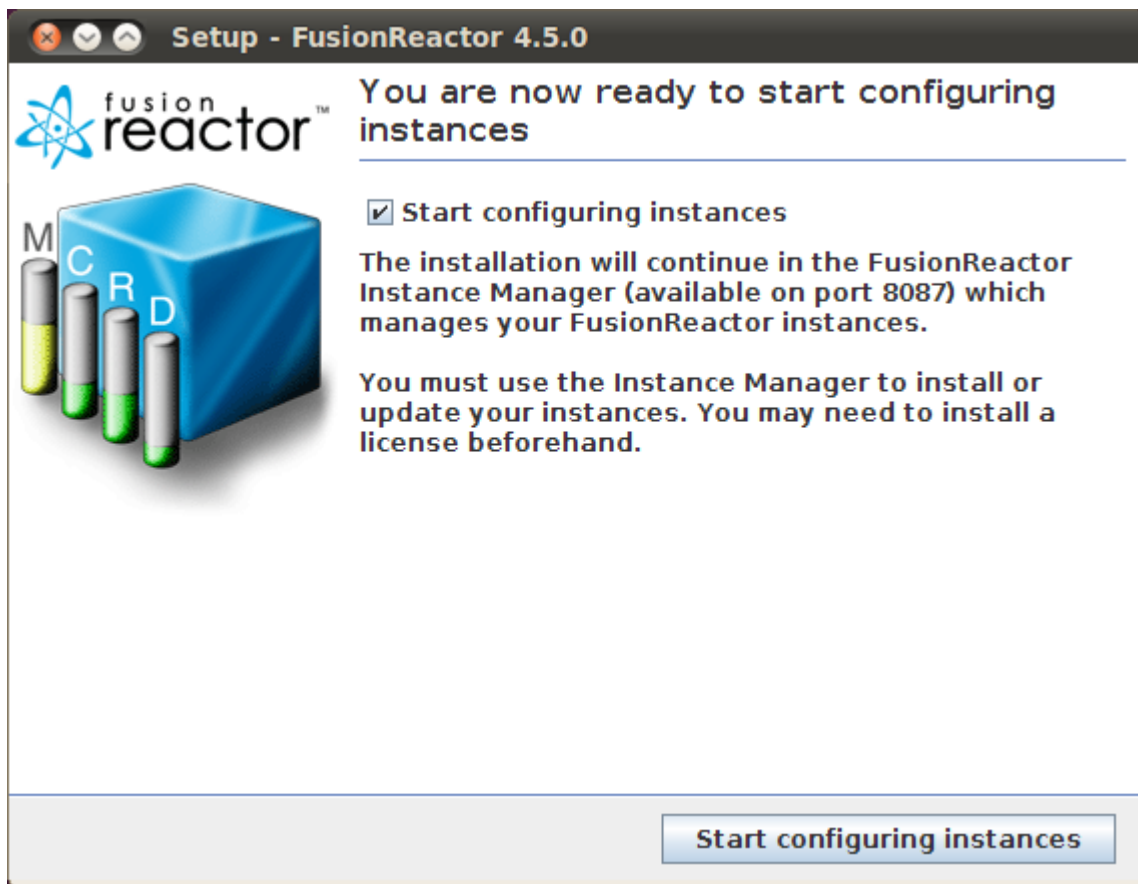 Setup - FusionReactor 4.5.0
fusion
reactor™
You are now ready to start configuring
instances
Start configuring instances
The installation will continue in the FusionReactor
Instance Manager (available on port 8087) which
manages your FusionReactor instances.
You must use the Instance Manager to install or
update your instances. You may need to install a
license beforehand.
M
C
R
D
Start configuring instances